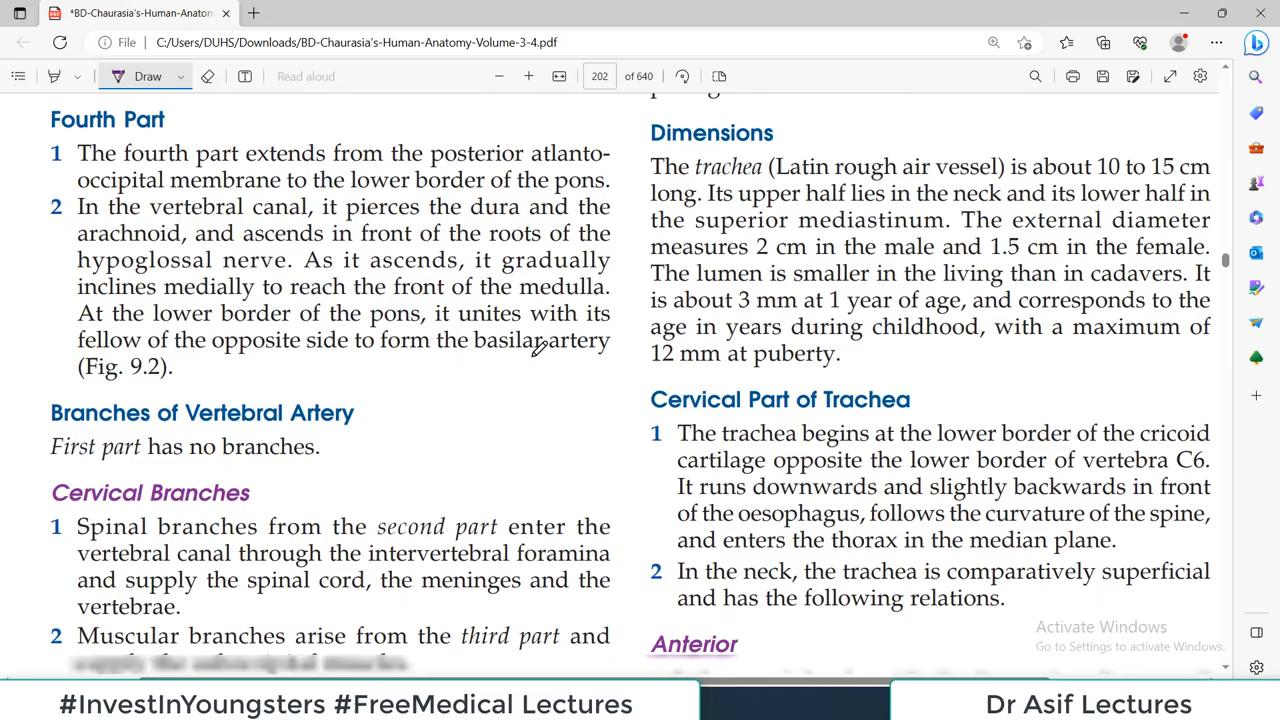 *BD-Chaurasia's-Human-Anatom
File
C:/Users/DUHS/Downloads/BD-Chaurasia's-Human-Anatomy-Volume-3-4.pdf
Draw
Read aloud
202 of 640
Fourth Part
1 The fourth part extends from the posterior atlanto-
occipital membrane to the lower border of the pons.
2 In the vertebral canal, it pierces the dura and the
arachnoid, and ascends in front of the roots of the
hypoglossal nerve. As it ascends, it gradually
inclines medially to reach the front of the medulla.
At the lower border of the pons, it unites with its
fellow of the opposite side to form the basilar artery
(Fig. 9.2).
Branches of Vertebral Artery
First part has no branches.
Cervical Branches
1 Spinal branches from the second part enter the
vertebral canal through the intervertebral foramina
and supply the spinal cord, the meninges and the
vertebrae.
2 Muscular branches arise from the third part and
supply the suboccipital muscles.
Dimensions
The trachea (Latin rough air vessel) is about 10 to 15 cm
long. Its upper half lies in the neck and its lower half in
the superior mediastinum. The external diameter
measures 2 cm in the male and 1.5 cm in the female.
The lumen is smaller in the living than in cadavers. It
is about 3 mm at 1 year of age, and corresponds to the
age in years during childhood, with a maximum of
12 mm at puberty.
Cervical Part of Trachea
1 The trachea begins at the lower border of the cricoid
cartilage opposite the lower border of vertebra C6.
It runs downwards and slightly backwards in front
of the oesophagus, follows the curvature of the spine,
and enters the thorax in the median plane.
2 In the neck, the trachea is comparatively superficial
and has the following relations.
Anterior
Activate Windows
Go to Settings to activate Windows.
#InvestInYoungsters #FreeMedical Lectures
Dr Asif Lectures